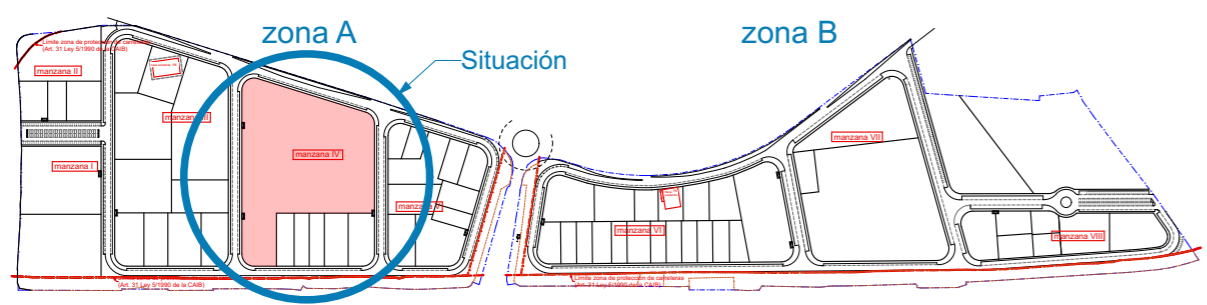 zona A
zona B
Situación
Límite zona de protección de carreteras
(Art. 31 Ley 5/1990 de la CAIB)
manzana II
manzana III
manzana IV
manzana I
manzana V
manzana VI
manzana VII
manzana VIII
(Art. 31 Ley 5/1990 de la CAIB)
Límite zona de protección de carreteras
(Art. 31 Ley 5/1990 de la CAIB)